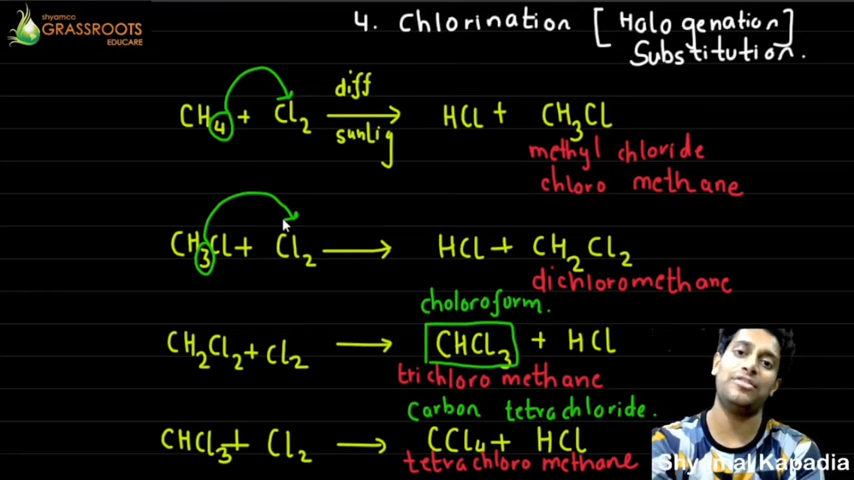 shyamco
GRASSROOTS
EDUCARE
4. Chlorination [Halogenation]
Substitution.
CH4 + Cl2 diff sunlig → HCl + CH3Cl
methyl chloride
chloro methane
CH3Cl + Cl2 → HCl + CH2Cl2
dichloromethane
choloroform.
CH2Cl2 + Cl2 → CHCl3 + HCl
trichloro methane
Carbon tetrachloride.
CHCl3 + Cl2 → CCl4 + HCl
tetrachloro methane
Shyamal Kapadia